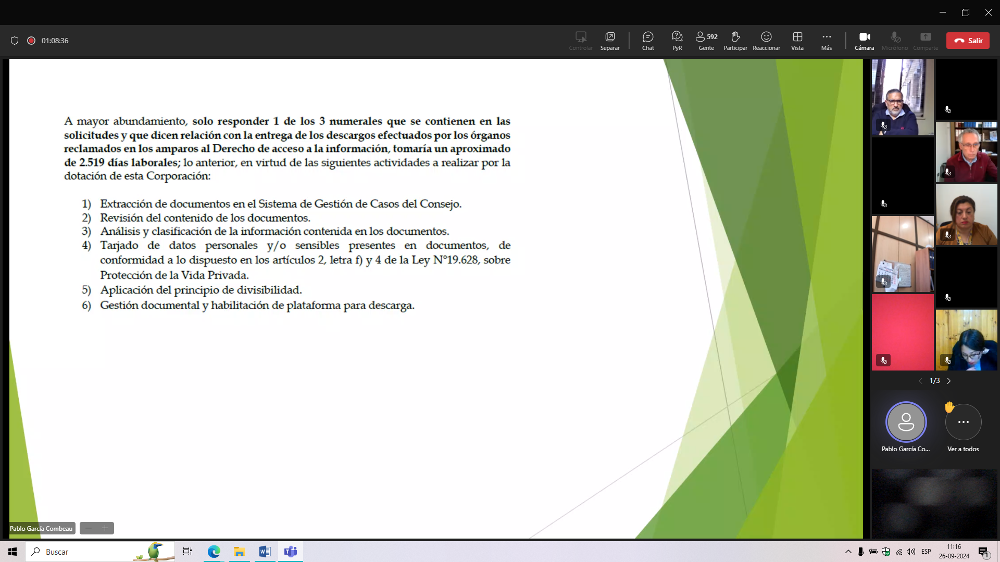 01:08:36
Controlar
Separar
Chat
PyR
592
Gente
Participar
Reaccionar
Vista
Más
Cámara
Micrófono
Comparte
Salir
A mayor abundamiento, solo responder 1 de los 3 numerales que se contienen en las
solicitudes y que dicen relación con la entrega de los descargos efectuados por los órganos
reclamados en los amparos al Derecho de acceso a la información, tomaría un aproximado
de 2.519 días laborales; lo anterior, en virtud de las siguientes actividades a realizar por la
dotación de esta Corporación:
1) Extracción de documentos en el Sistema de Gestión de Casos del Consejo.
2) Revisión del contenido de los documentos.
3) Análisis y clasificación de la información contenida en los documentos.
4) Tarjado de datos personales y/o sensibles presentes en documentos, de
conformidad a lo dispuesto en los artículos 2, letra f) y 4 de la Ley N°19.628, sobre
Protección de la Vida Privada.
5) Aplicación del principio de divisibilidad.
6) Gestión documental y habilitación de plataforma para descarga.
1/3
Pablo García Co...
Ver a todos
Pablo García Combeau
Buscar
ESP
11:16
26-09-2024
1